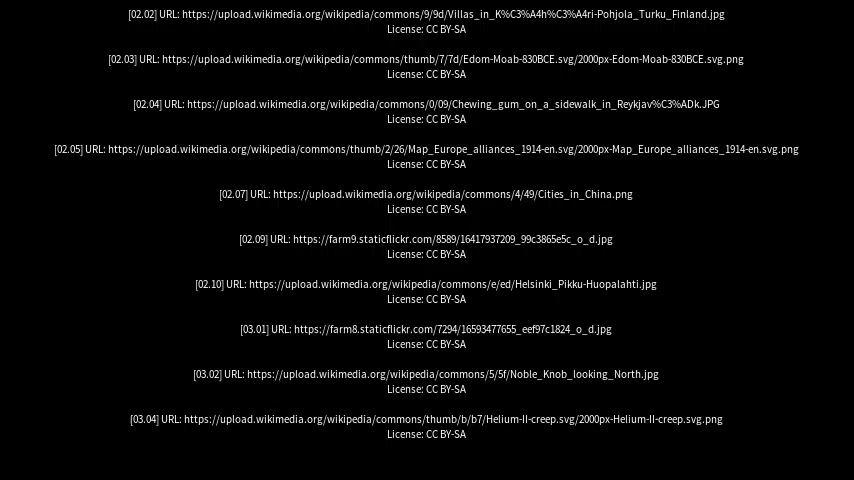 [02.02] URL: https://upload.wikimedia.org/wikipedia/commons/9/9d/Villas_in_K%C3%A4h%C3%A4ri-Pohjola_Turku_Finland.jpg
License: CC BY-SA
[02.03] URL: https://upload.wikimedia.org/wikipedia/commons/thumb/7/7d/Edom-Moab-830BCE.svg/2000px-Edom-Moab-830BCE.svg.png
License: CC BY-SA
[02.04] URL: https://upload.wikimedia.org/wikipedia/commons/0/09/Chewing_gum_on_a_sidewalk_in_Reykjav%C3%ADk.JPG
License: CC BY-SA
[02.05] URL: https://upload.wikimedia.org/wikipedia/commons/thumb/2/26/Map_Europe_alliances_1914-en.svg/2000px-Map_Europe_alliances_1914-en.svg.png
License: CC BY-SA
[02.07] URL: https://upload.wikimedia.org/wikipedia/commons/4/49/Cities_in_China.png
License: CC BY-SA
[02.09] URL: https://farm9.staticflickr.com/8589/16417937209_99c3865e5c_o_d.jpg
License: CC BY-SA
[02.10] URL: https://upload.wikimedia.org/wikipedia/commons/e/ed/Helsinki_Pikku-Huopalahti.jpg
License: CC BY-SA
[03.01] URL: https://farm8.staticflickr.com/7294/16593477655_eef97c1824_o_d.jpg
License: CC BY-SA
[03.02] URL: https://upload.wikimedia.org/wikipedia/commons/5/5f/Noble_Knob_looking_North.jpg
License: CC BY-SA
[03.04] URL: https://upload.wikimedia.org/wikipedia/commons/thumb/b/b7/Helium-II-creep.svg/2000px-Helium-II-creep.svg.png
License: CC BY-SA